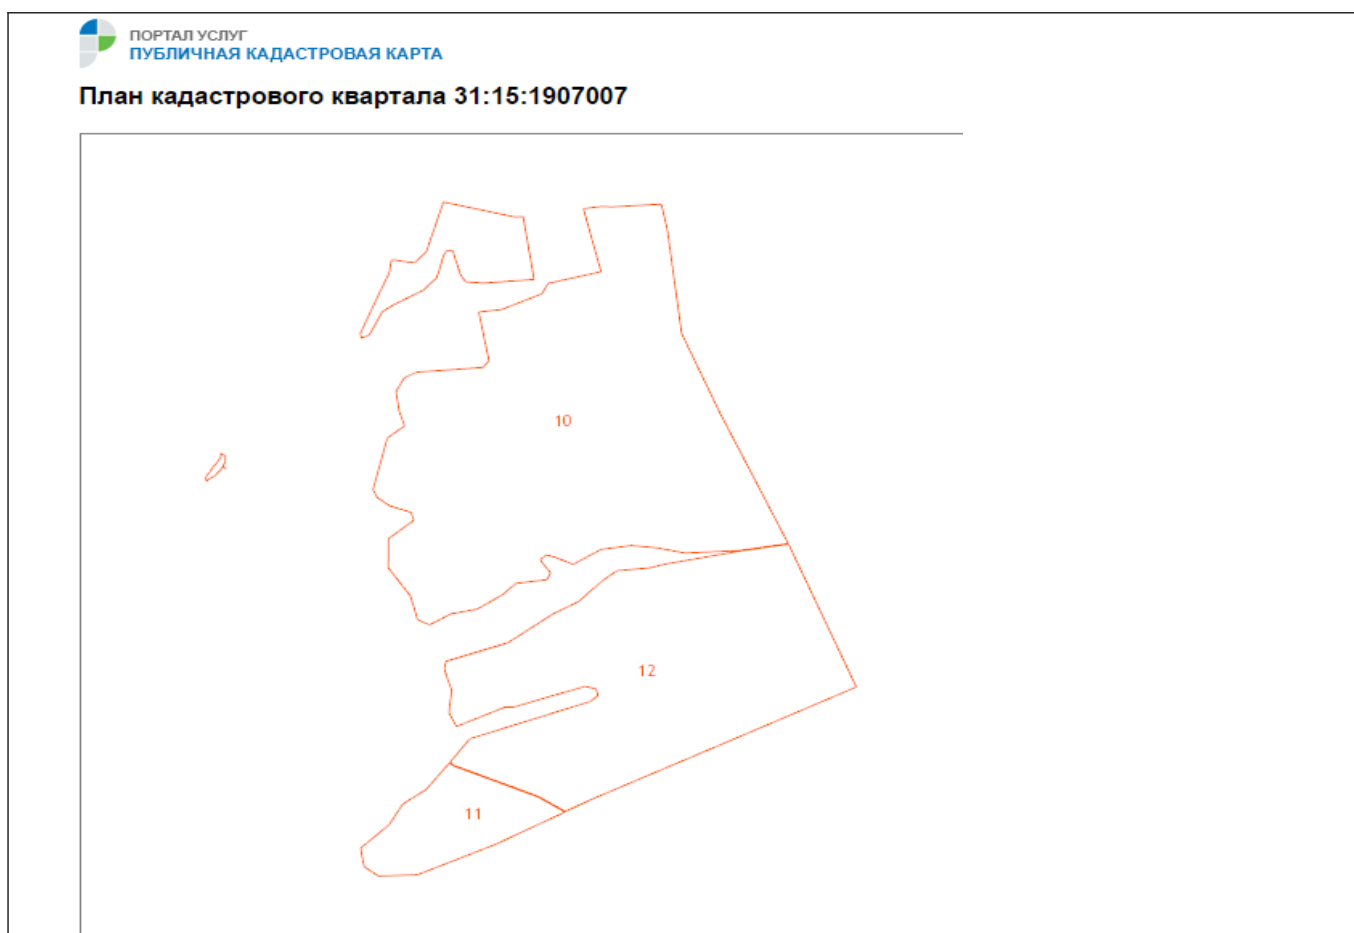 ПОРТАЛ УСЛУГ
ПУБЛИЧНАЯ КАДАСТРОВАЯ КАРТА
План кадастрового квартала 31:15:1907007
10
12
11